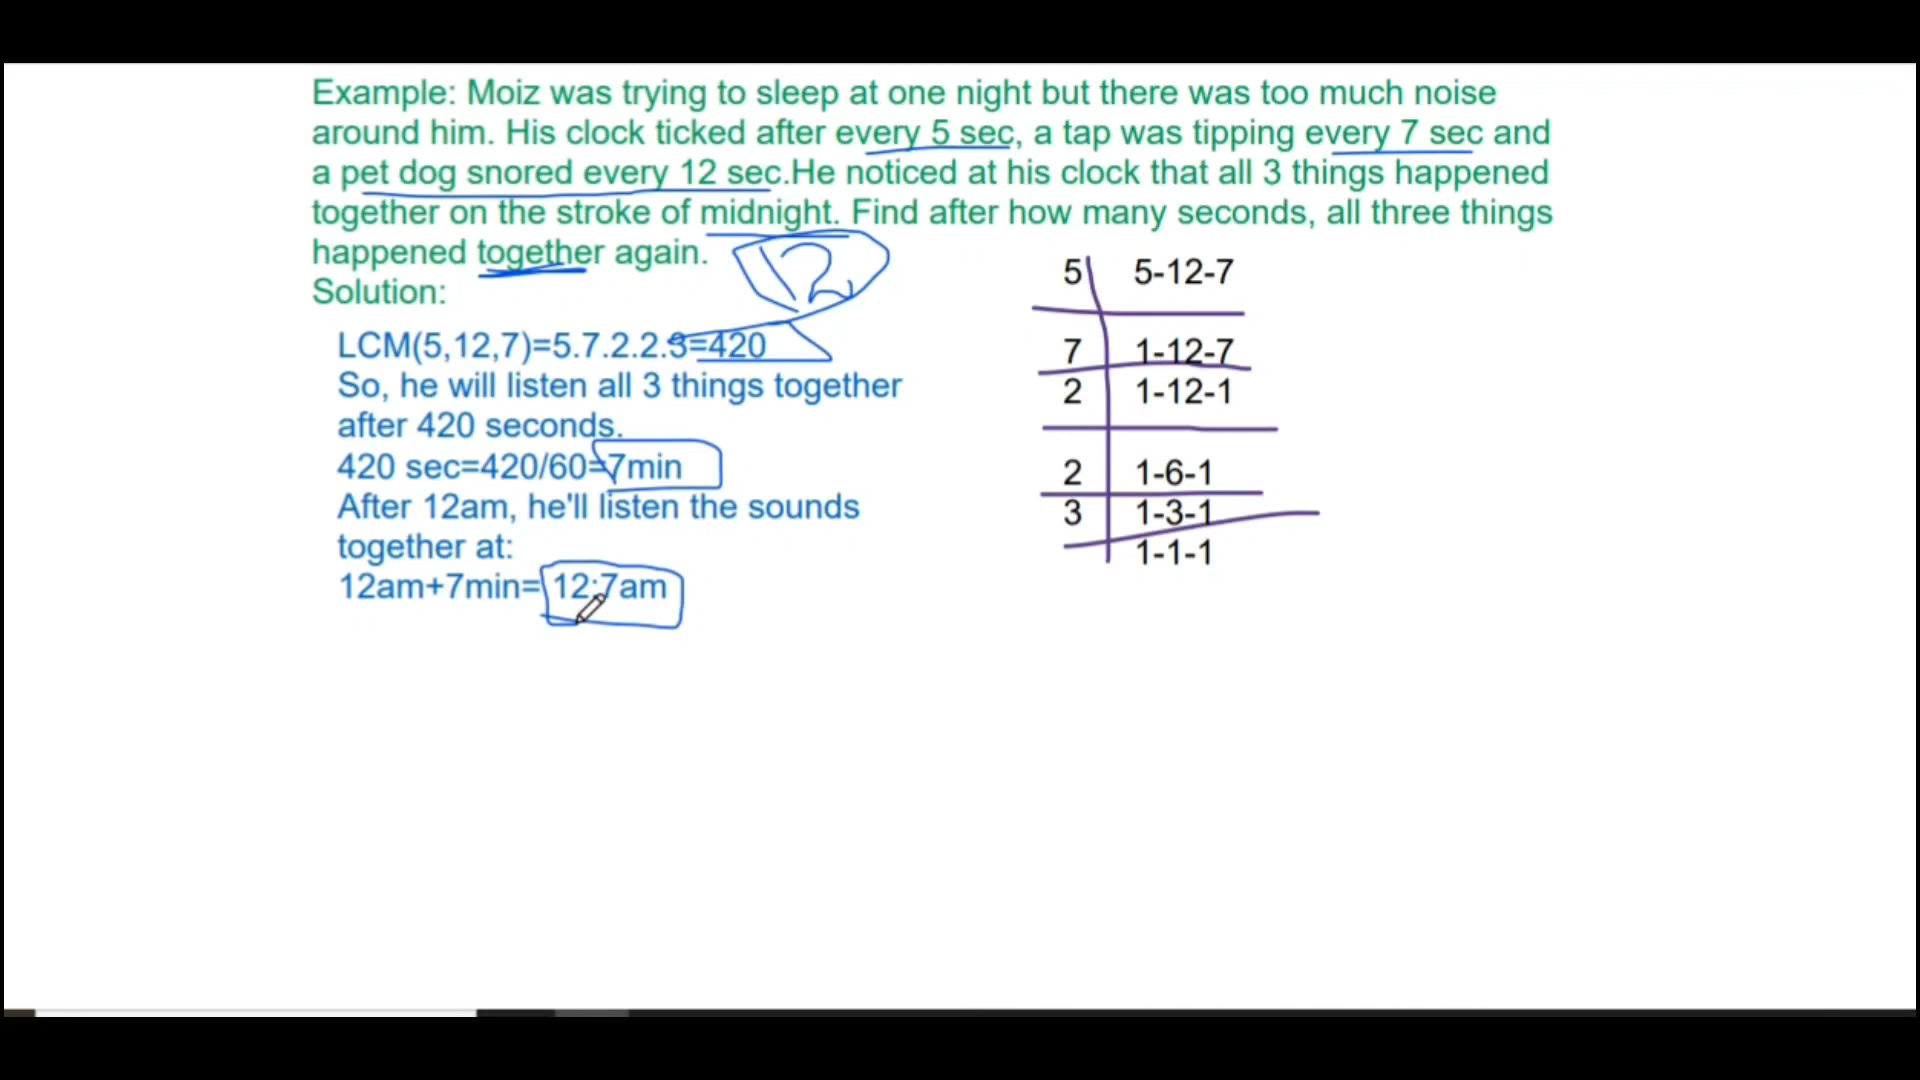 Example: Moiz was trying to sleep at one night but there was too much noise
around him. His clock ticked after every 5 sec, a tap was tipping every 7 sec and
a pet dog snored every 12 sec.He noticed at his clock that all 3 things happened
together on the stroke of midnight. Find after how many seconds, all three things
happened together again.
12
Solution:
LCM(5,12,7)=5.7.2.2.3=420
So, he will listen all 3 things together
after 420 seconds.
420 sec=420/60=7min
After 12am, he'll listen the sounds
together at:
12am+7min= 12:7am
5 5-12-7
7 1-12-7
2 1-12-1
2 1-6-1
3 1-3-1
1-1-1